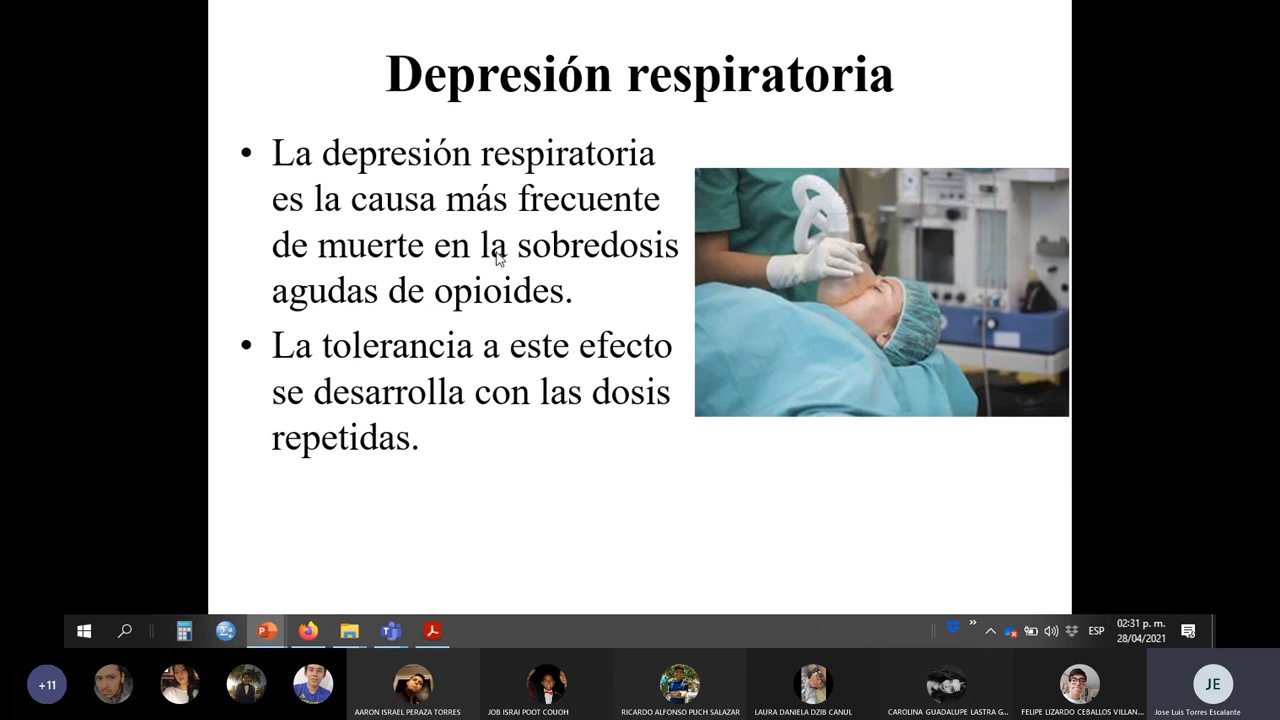 Depresión respiratoria
• La depresión respiratoria
es la causa más frecuente
de muerte en la sobredosis
agudas de opioides.
• La tolerancia a este efecto
se desarrolla con las dosis
repetidas.
ESP
02:31 p. m.
28/04/2021
+11
AARON ISRAEL PERAZA TORRES
JOB ISRAI POOT COUOH
RICARDO ALFONSO PUCH SALAZAR
LAURA DANIELA DZIB CANUL
CAROLINA GUADALUPE LASTRA G...
FELIPE LIZARDO CEBALLOS VILLAN...
JE
Jose Luis Torres Escalante